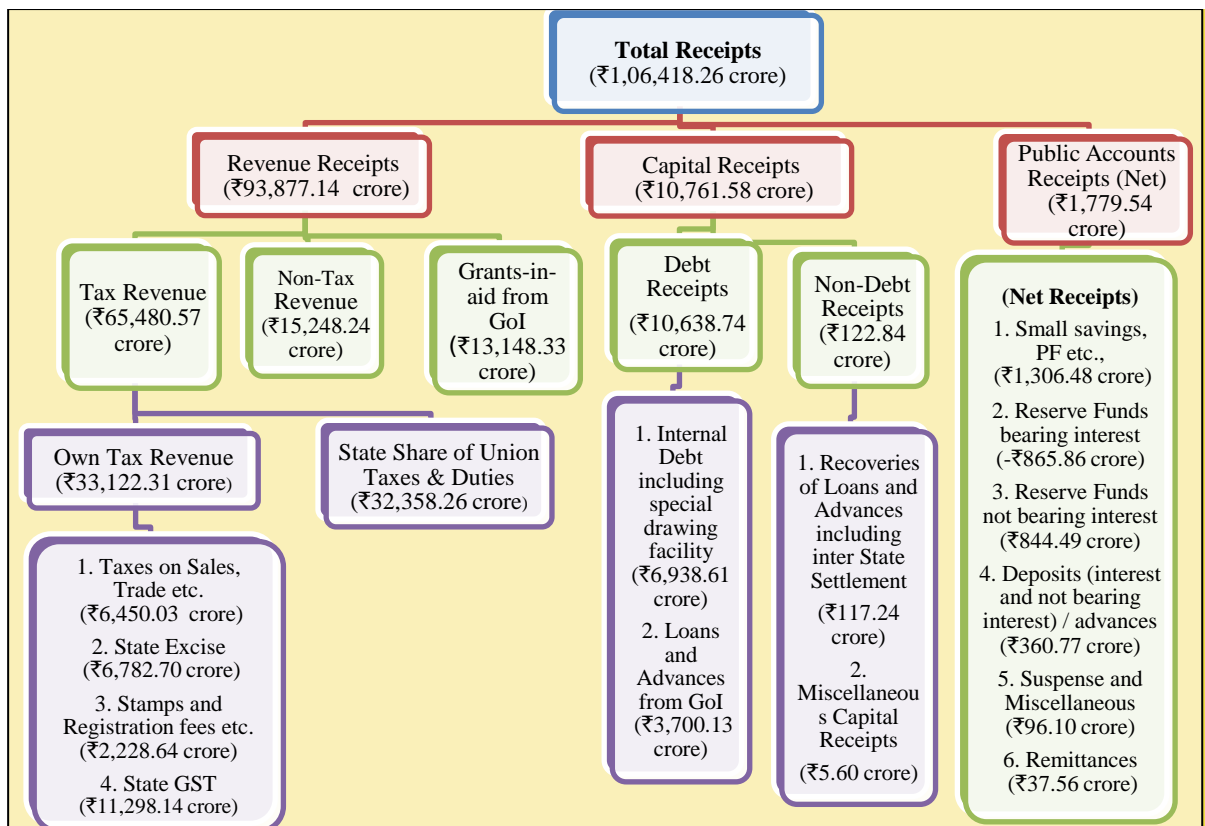 Total Receipts
(₹1,06,418.26 crore)
Revenue Receipts
(₹93,877.14 crore)
Capital Receipts
(₹10,761.58 crore)
Public Accounts
Receipts (Net)
(₹1,779.54
crore)
Tax Revenue
(₹65,480.57
crore)
Non-Tax
Revenue
(₹15,248.24
crore)
Grants-in-
aid from
GoI
(₹13,148.33
crore)
Debt
Receipts
(₹10,638.74
crore)
Non-Debt
Receipts
(₹122.84
crore)
(Net Receipts)
1. Small savings,
PF etc.,
(₹1,306.48 crore)
2. Reserve Funds
bearing interest
(-₹865.86 crore)
3. Reserve Funds
not bearing interest
(₹844.49 crore)
4. Deposits (interest
and not bearing
interest) / advances
(₹360.77 crore)
5. Suspense and
Miscellaneous
(₹96.10 crore)
6. Remittances
(₹37.56 crore)
Own Tax Revenue
(₹33,122.31 crore)
State Share of Union
Taxes & Duties
(₹32,358.26 crore)
1. Internal
Debt
including
special
drawing
facility
(₹6,938.61
crore)
2. Loans
and
Advances
from GoI
(₹3,700.13
crore)
1. Recoveries
of Loans and
Advances
including
inter State
Settlement
(₹117.24
crore)
2.
Miscellaneou
s Capital
Receipts
(₹5.60 crore)
1. Taxes on Sales,
Trade etc.
(₹6,450.03 crore)
2. State Excise
(₹6,782.70 crore)
3. Stamps and
Registration fees etc.
(₹2,228.64 crore)
4. State GST
(₹11,298.14 crore)